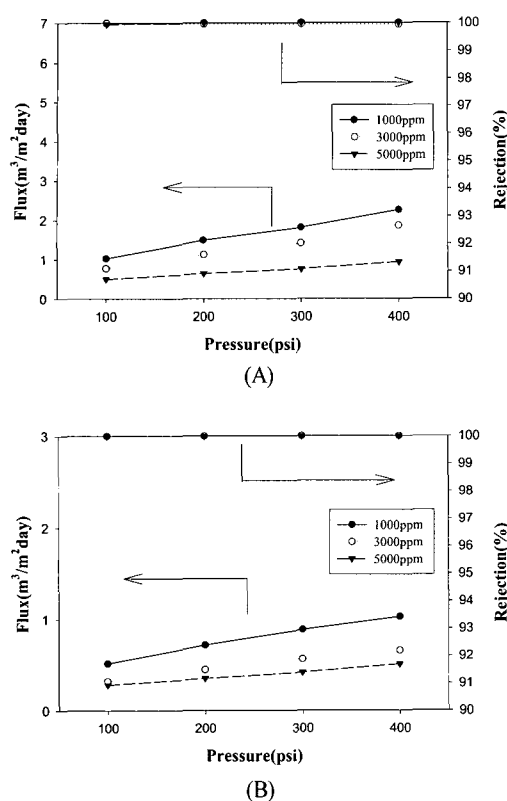 7
6
5
4
3
2
1
0
Flux(m³/m²day)
100
99
98
97
96
95
94
93
92
91
90
Rejection(%)
1000ppm
3000ppm
5000ppm
100 200 300 400
Pressure(psi)
(A)
3
2
1
0
Flux(m³/m²day)
100
99
98
97
96
95
94
93
92
91
90
Rejection(%)
1000ppm
3000ppm
5000ppm
100 200 300 400
Pressure(psi)
(B)